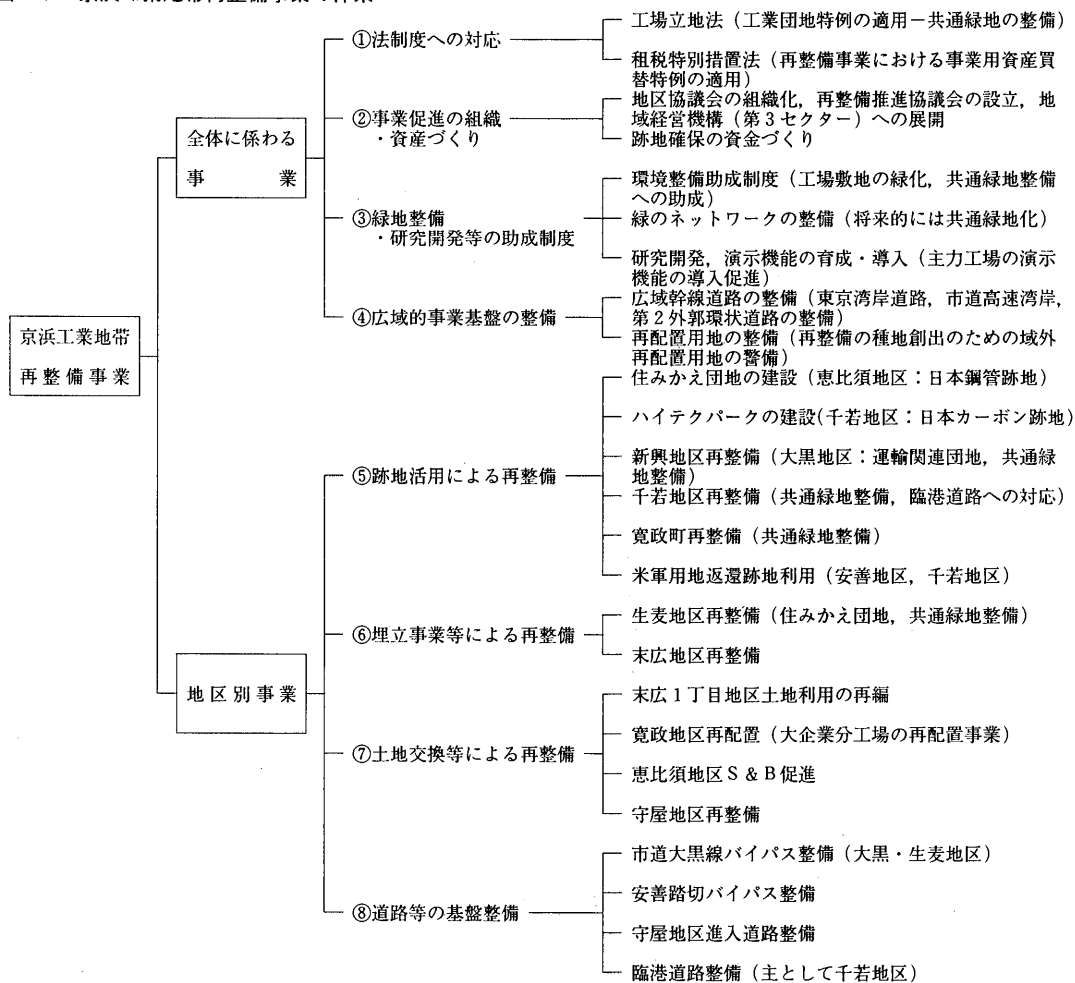 工場立地法（工業団地特例の適用－共通緑地の整備）
①法制度への対応
租税特別措置法（再整備事業における事業用資産買
替特例の適用）
地区協議会の組織化，再整備推進協議会の設立，地
域経営機構（第３セクター）への展開
②事業促進の組織
・資産づくり
跡地確保の資金づくり
全体に係わる
事業
環境整備助成制度（工場敷地の緑化，共通緑地整備
への助成）
③緑地整備
・研究開発等の助成制度
緑のネットワークの整備（将来的には共通緑地化）
研究開発，演示機能の育成・導入（主力工場の演示
機能の導入促進）
広域幹線道路の整備（東京湾岸道路，市道高速湾岸，
第２外郭環状道路の整備）
④広域的事業基盤の整備
再配置用地の整備（再整備の種地創出のための域外
再配置用地の警備）
京浜工業地帯
再整備事業
住みかえ団地の建設（恵比須地区：日本鋼管跡地）
ハイテクパークの建設(千若地区：日本カーボン跡地)
新興地区再整備（大黒地区：運輸関連団地，共通緑
地整備）
⑤跡地活用による再整備
千若地区再整備（共通緑地整備，臨港道路への対応）
寛政町再整備（共通緑地整備）
米軍用地返還跡地利用（安善地区，千若地区）
生麦地区再整備（住みかえ団地，共通緑地整備）
⑥埋立事業等による再整備
末広地区再整備
地区別事業
末広１丁目地区土地利用の再編
寛政地区再配置（大企業分工場の再配置事業）
⑦土地交換等による再整備
恵比須地区Ｓ＆Ｂ促進
守屋地区再整備
市道大黒線バイパス整備（大黒・生麦地区）
安善踏切バイパス整備
⑧道路等の基盤整備
守屋地区進入道路整備
臨港道路整備（主として千若地区）